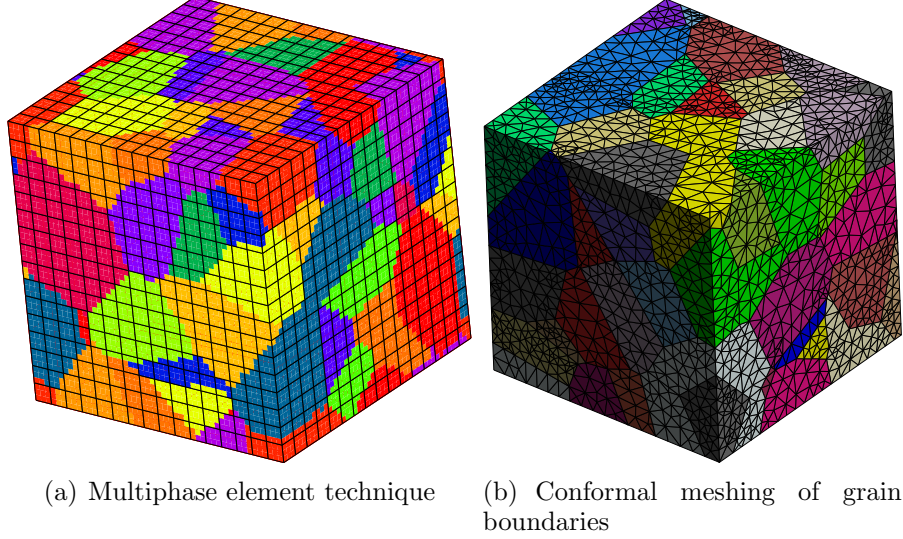 (a) Multiphase element technique
(b) Conformal meshing of grain
boundaries